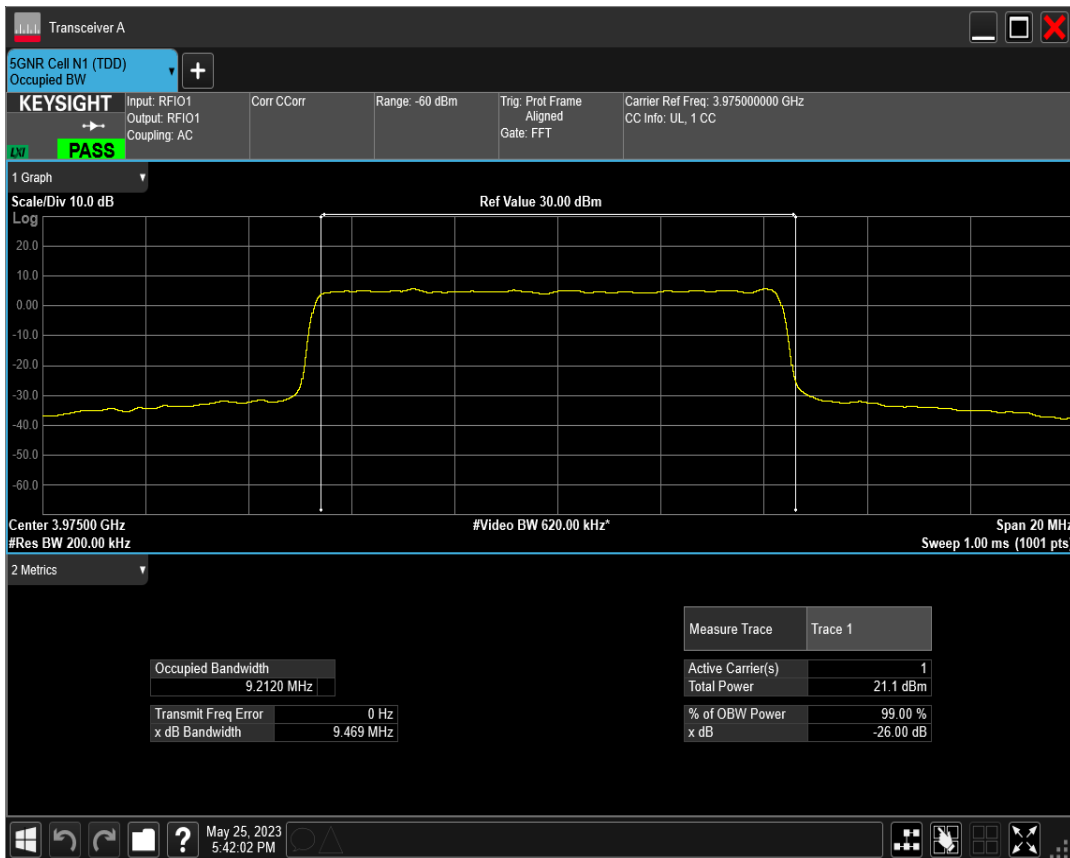 Transceiver A
5GNR Cell N1 (TDD)
Occupied BW
+
KEYSIGHT
LXI
PASS
Input: RFIO1
Output: RFIO1
Coupling: AC
Corr CCorr
Range: -60 dBm
Trig: Prot Frame
Aligned
Gate: FFT
Carrier Ref Freq: 3.975000000 GHz
CC Info: UL, 1 CC
1 Graph
Scale/Div 10.0 dB
Ref Value 30.00 dBm
Log
20.0
10.0
0.00
-10.0
-20.0
-30.0
-40.0
-50.0
-60.0
Center 3.97500 GHz
#Video BW 620.00 kHz*
Span 20 MHz
#Res BW 200.00 kHz
Sweep 1.00 ms (1001 pts)
2 Metrics
Measure Trace Trace 1
Occupied Bandwidth
9.2120 MHz
Active Carrier(s) 1
Total Power 21.1 dBm
Transmit Freq Error 0 Hz
x dB Bandwidth 9.469 MHz
% of OBW Power 99.00 %
x dB -26.00 dB
?
May 25, 2023
5:42:02 PM